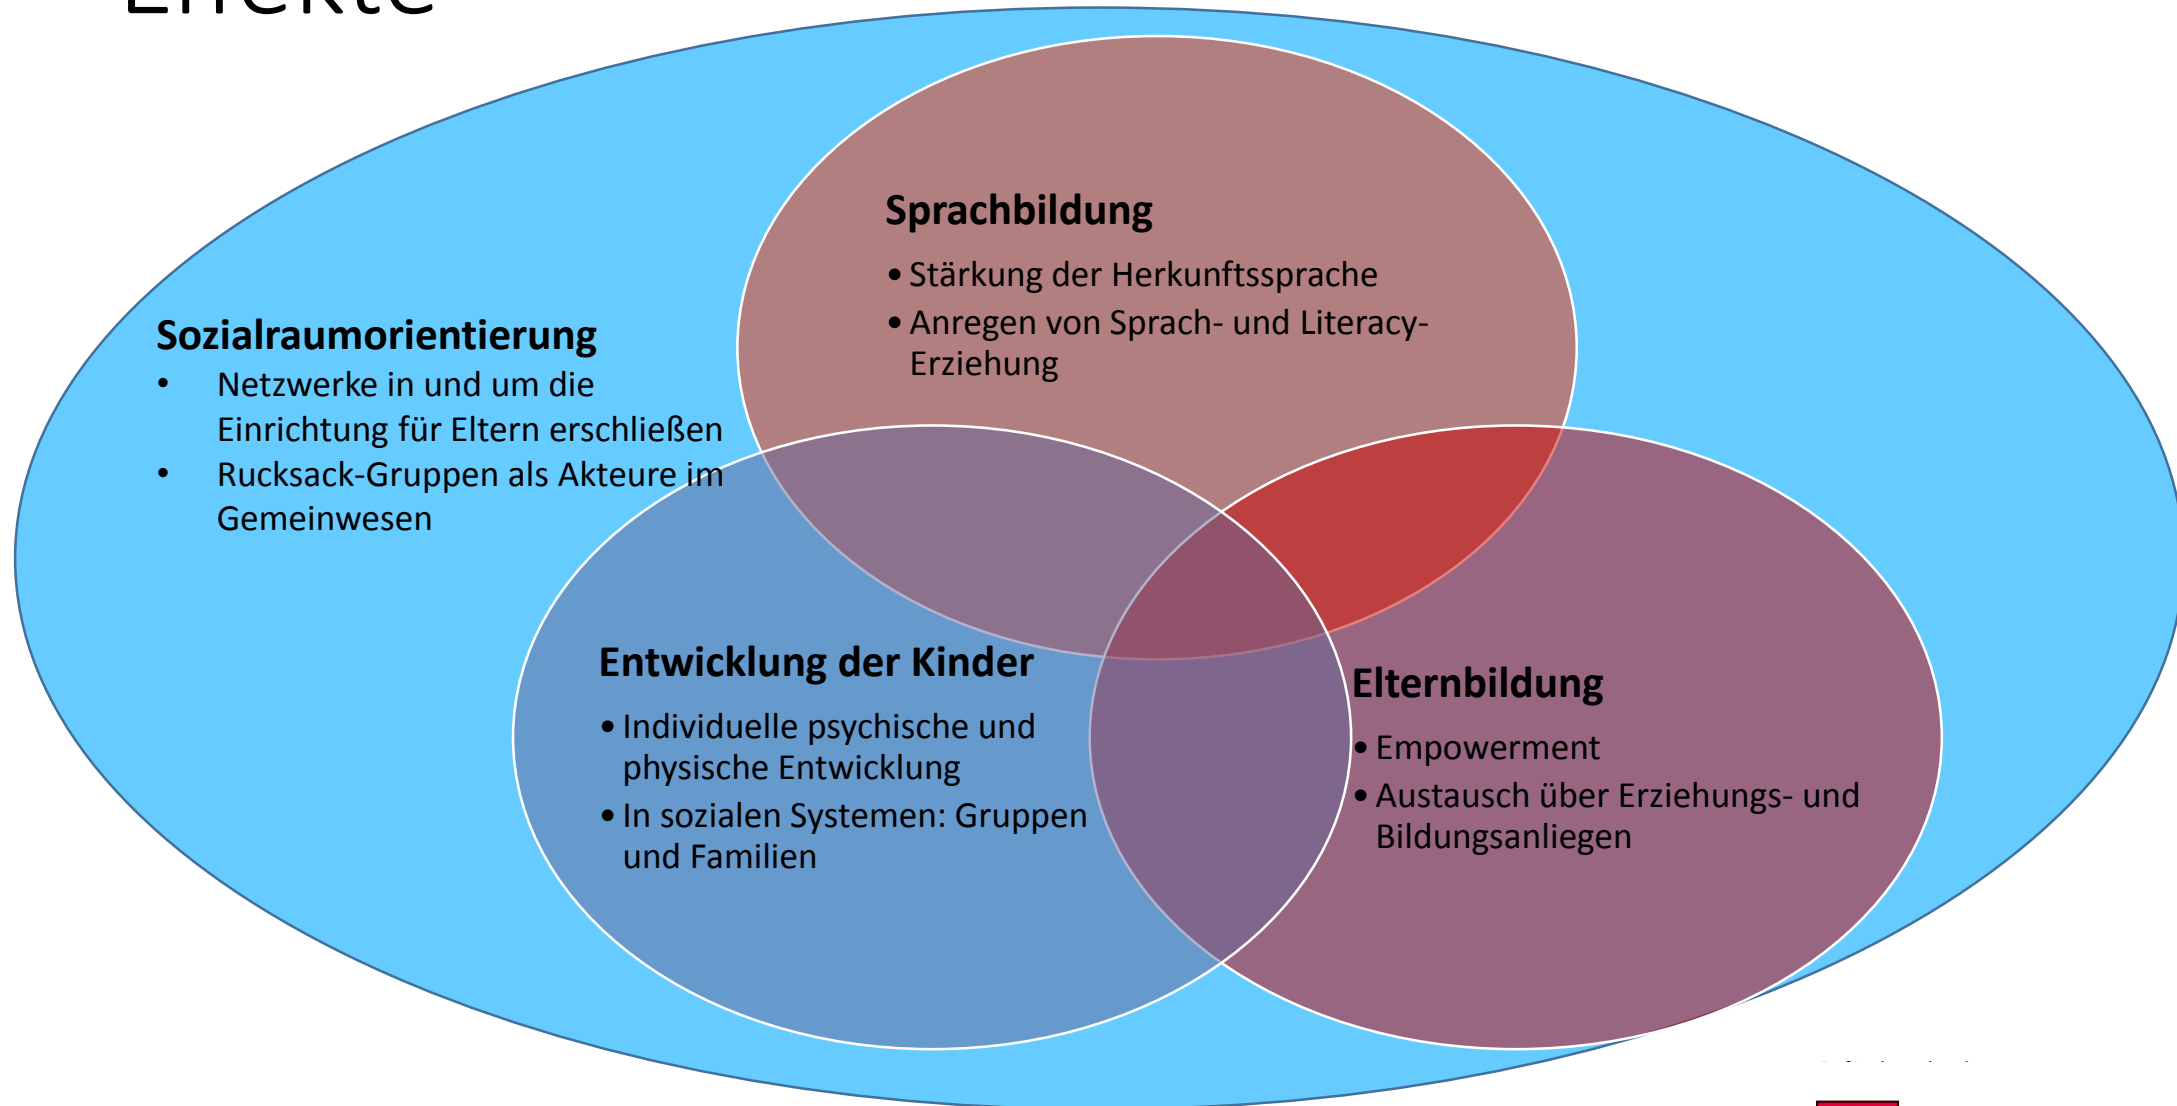 Effekte
Sprachbildung
• Stärkung der Herkunftssprache
• Anregen von Sprach- und Literacy-
Erziehung
Sozialraumorientierung
• Netzwerke in und um die
Einrichtung für Eltern erschließen
• Rucksack-Gruppen als Akteure im
Gemeinwesen
Entwicklung der Kinder
• Individuelle psychische und
physische Entwicklung
• In sozialen Systemen: Gruppen
und Familien
Elternbildung
• Empowerment
• Austausch über Erziehungs- und
Bildungsanliegen